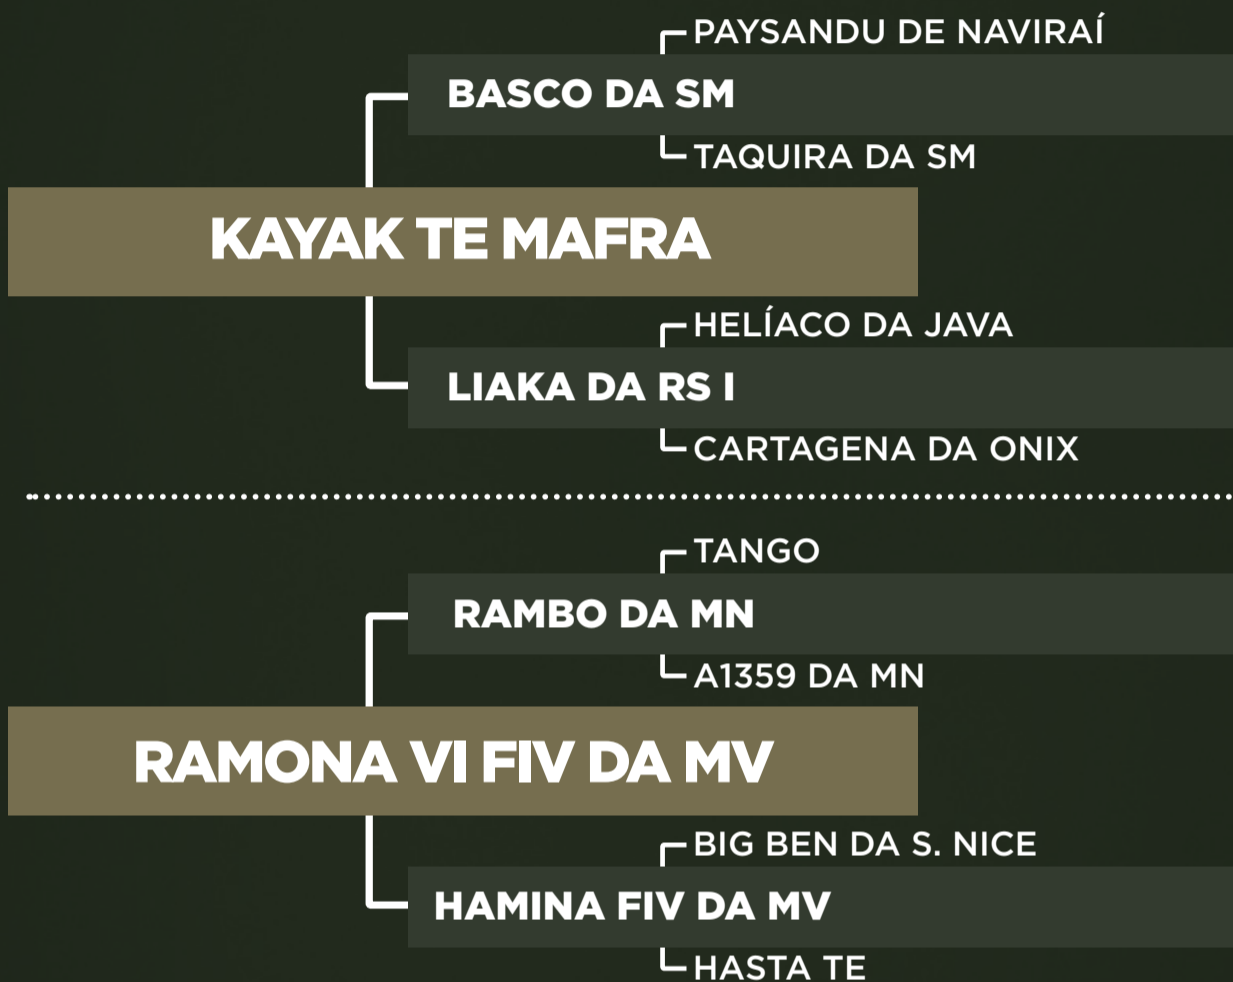 PAYSANDU DE NAVIRAÍ
BASCO DA SM
TAQUIRA DA SM
KAYAK TE MAFRA
HELÍACO DA JAVA
LIAKA DA RS I
CARTAGENA DA ONIX
TANGO
RAMBO DA MN
A1359 DA MN
RAMONA VI FIV DA MV
BIG BEN DA S. NICE
HAMINA FIV DA MV
HASTA TE